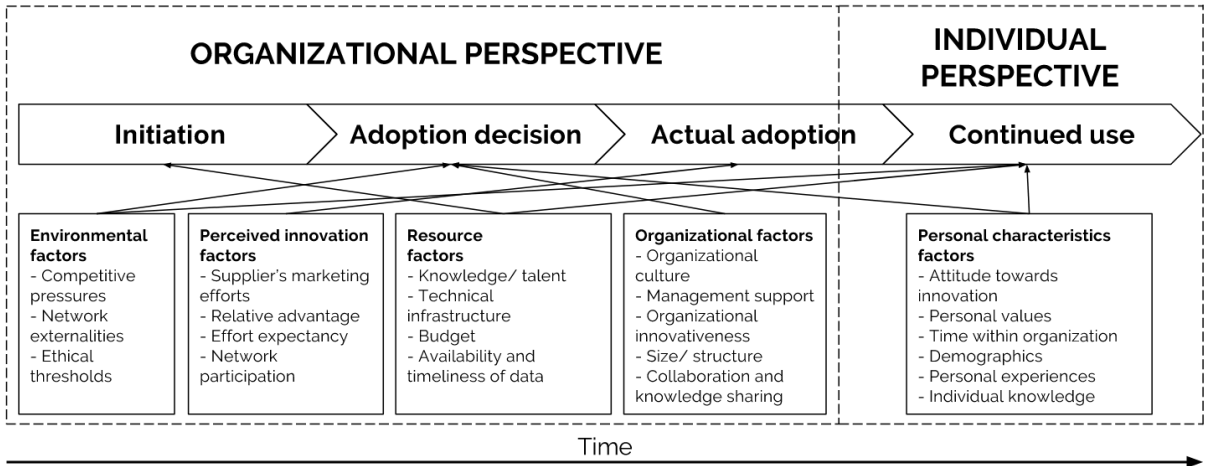 ORGANIZATIONAL PERSPECTIVE
INDIVIDUAL
PERSPECTIVE
Initiation
Adoption decision
Actual adoption
Continued use
Environmental
factors
- Competitive
pressures
- Network
externalities
- Ethical
thresholds
Perceived innovation
factors
- Supplier's marketing
efforts
- Relative advantage
- Effort expectancy
- Network
participation
Resource
factors
- Knowledge/ talent
- Technical
infrastructure
- Budget
- Availability and
timeliness of data
Organizational factors
- Organizational
culture
- Management support
- Organizational
innovativeness
- Size/ structure
- Collaboration and
knowledge sharing
Personal characteristics
factors
- Attitude towards
innovation
- Personal values
- Time within organization
- Demographics
- Personal experiences
- Individual knowledge
Time